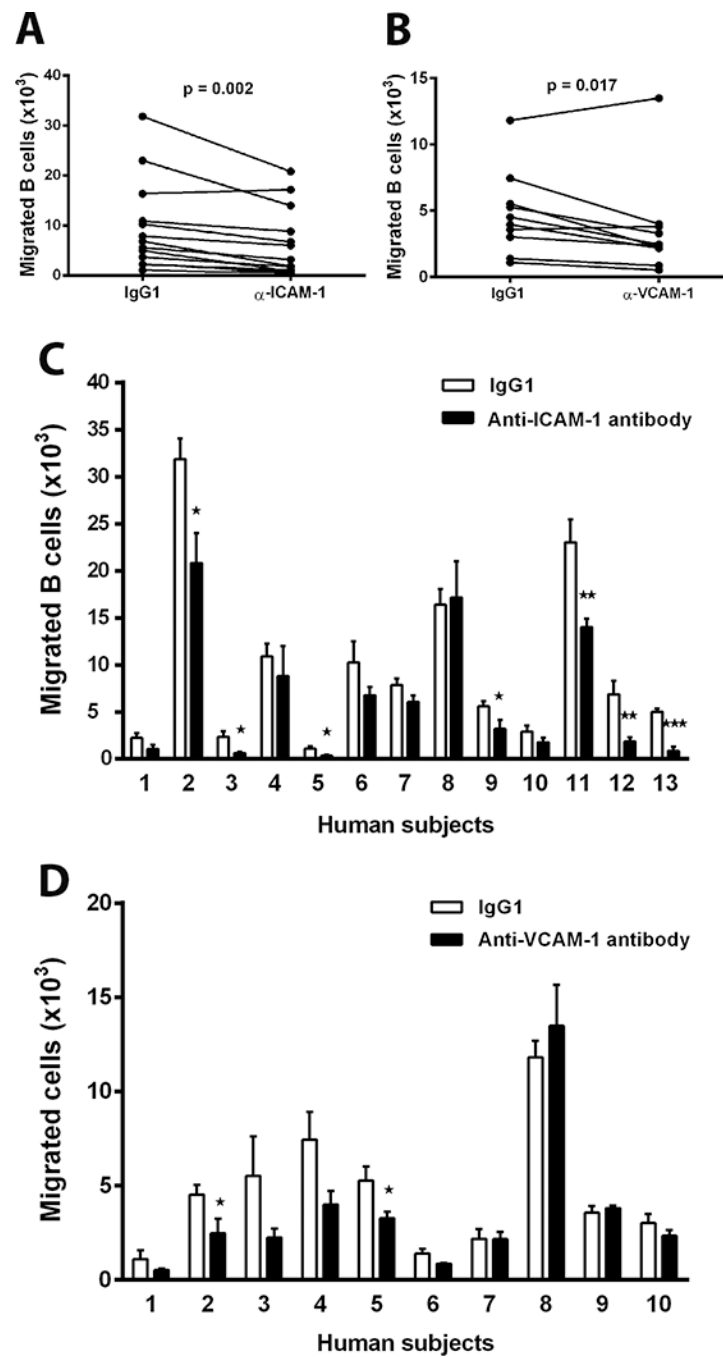 A
B
p = 0.002
p = 0.017
Migrated B cells (x10³)
40
30
20
10
0
IgG1 α-ICAM-1
Migrated B cells (x10³)
15
10
5
0
IgG1 α-VCAM-1
C
IgG1
Anti-ICAM-1 antibody
Migrated B cells (x10³)
40
35
30
25
20
15
10
5
0
★ ★ ★ ★ ★★ ★★ ★★★
1 2 3 4 5 6 7 8 9 10 11 12 13
Human subjects
D
IgG1
Anti-VCAM-1 antibody
Migrated cells (x10³)
20
15
10
5
0
★ ★
1 2 3 4 5 6 7 8 9 10
Human subjects